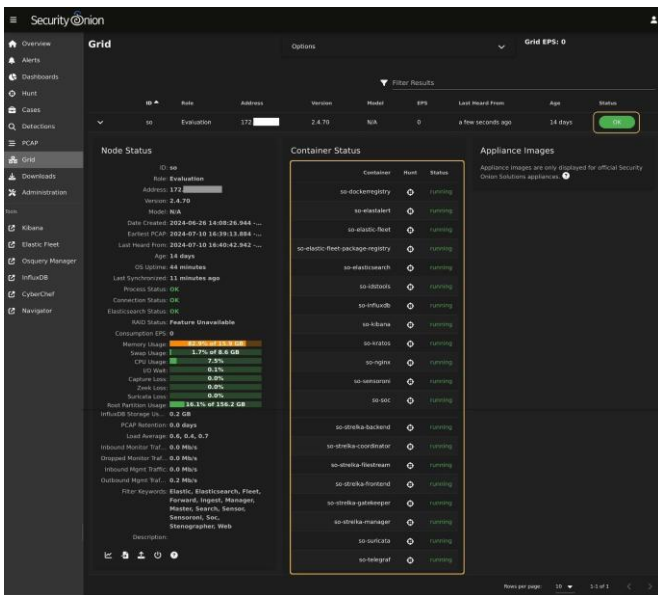 Security Onion
Overview
Alerts
Dashboards
Hunt
Cases
Detections
PCAP
Grid
Downloads
Administration
Tools
Kibana
Elastic Fleet
Osquery Manager
InfluxDB
CyberChef
Navigator
Grid
Options
Grid EPS: 0
Filter Results
ID Role Address Version Model EPS Last Heard From Age Status
so Evaluation 172. 2.4.70 N/A 0 a few seconds ago 14 days OK
Node Status
ID: so
Role: Evaluation
Address: 172.
Version: 2.4.70
Model: N/A
Date Created: 2024-06-26 14:08:26.944 -...
Earliest PCAP: 2024-07-10 16:39:13.884 -...
Last Heard From: 2024-07-10 16:40:42.942 -...
Age: 14 days
OS Uptime: 44 minutes
Last Synchronized: 11 minutes ago
Process Status: OK
Connection Status: OK
Elasticsearch Status: OK
RAID Status: Feature Unavailable
Consumption EPS: 0
Memory Usage: 82.9% of 15.9 GB
Swap Usage: 1.7% of 8.6 GB
CPU Usage: 7.5%
I/O Wait: 0.1%
Capture Loss: 0.0%
Zeek Loss: 0.0%
Suricata Loss: 0.0%
Root Partition Usage: 16.1% of 156.2 GB
InfluxDB Storage Us... 0.2 GB
PCAP Retention: 0.0 days
Load Average: 0.6, 0.4, 0.7
Inbound Monitor Traf... 0.0 Mb/s
Dropped Monitor Traf... 0.0 Mb/s
Inbound Mgmt Traffic: 0.0 Mb/s
Outbound Mgmt Traf... 0.2 Mb/s
Filter Keywords: Elastic, Elasticsearch, Fleet,
Forward, Ingest, Manager,
Master, Search, Sensor,
Sensoroni, Soc,
Stenographer, Web
Description:
Container Status
Container Hunt Status
so-dockerregistry running
so-elastalert running
so-elastic-fleet running
so-elastic-fleet-package-registry running
so-elasticsearch running
so-idstools running
so-influxdb running
so-kibana running
so-kratos running
so-nginx running
so-sensoroni running
so-soc running
so-strelka-backend running
so-strelka-coordinator running
so-strelka-filestream running
so-strelka-frontend running
so-strelka-gatekeeper running
so-strelka-manager running
so-suricata running
so-telegraf running
Appliance Images
Appliance images are only displayed for official Security
Onion Solutions appliances.
Rows per page: 10 1-1 of 1